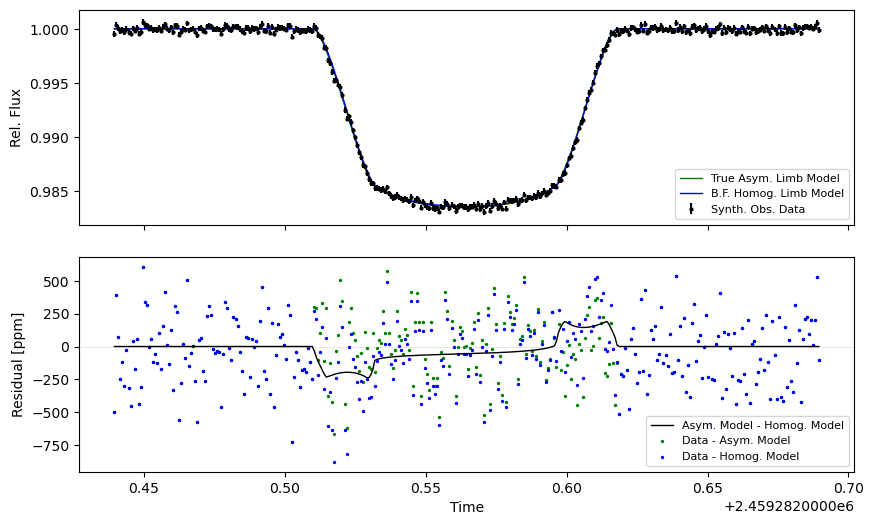 1.000
0.995
0.990
0.985
Rel. Flux
True Asym. Limb Model
B.F. Homog. Limb Model
Synth. Obs. Data
500
250
0
−250
−500
−750
Residual [ppm]
Asym. Model - Homog. Model
Data - Asym. Model
Data - Homog. Model
0.45 0.50 0.55 0.60 0.65 0.70
Time
+2.4592820000e6